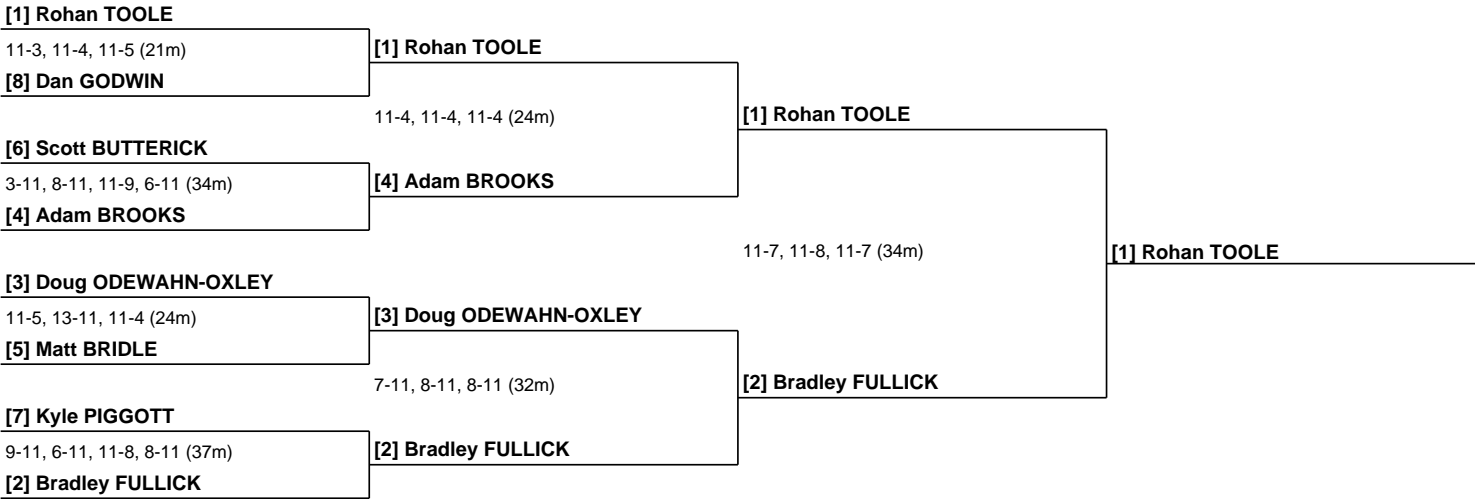 [1] Rohan TOOLE
11-3, 11-4, 11-5 (21m)
[8] Dan GODWIN
[6] Scott BUTTERICK
3-11, 8-11, 11-9, 6-11 (34m)
[4] Adam BROOKS
[3] Doug ODEWAHN-OXLEY
11-5, 13-11, 11-4 (24m)
[5] Matt BRIDLE
[7] Kyle PIGGOTT
9-11, 6-11, 11-8, 8-11 (37m)
[2] Bradley FULLICK
[1] Rohan TOOLE
11-4, 11-4, 11-4 (24m)
[4] Adam BROOKS
[3] Doug ODEWAHN-OXLEY
7-11, 8-11, 8-11 (32m)
[2] Bradley FULLICK
[1] Rohan TOOLE
11-7, 11-8, 11-7 (34m)
[2] Bradley FULLICK
[1] Rohan TOOLE